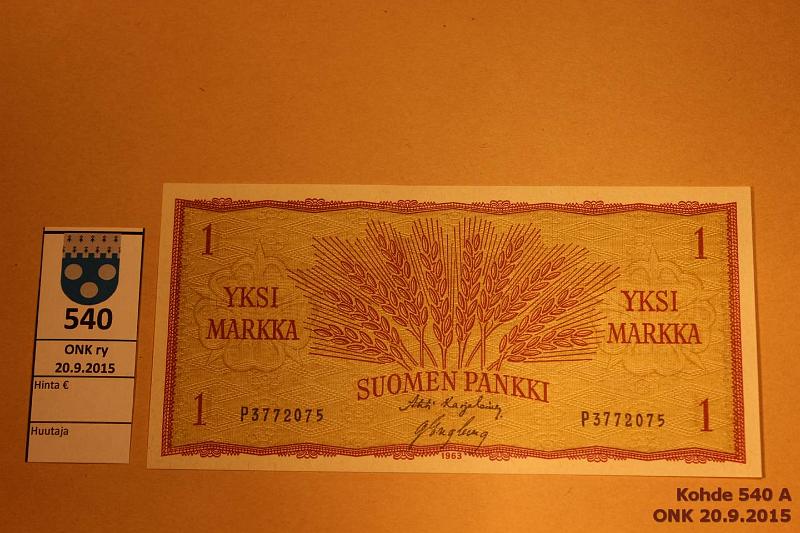 540
ONK ry
20.9.2015
Hinta €
Huutaja
1
1
YKSI
MARKKA
YKSI
MARKKA
SUOMEN PANKKI
1
P3772075
P3772075
1
1963
Kohde 540 A
ONK 20.9.2015